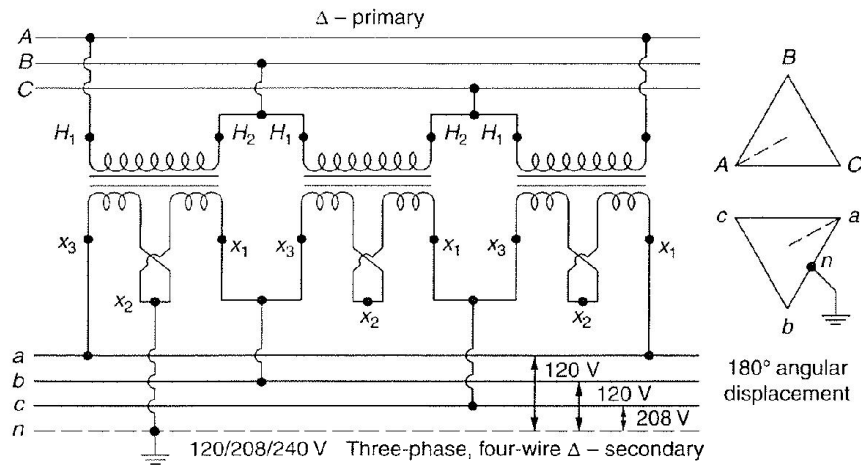 Δ – primary
A
B
C
H1 H2 H1 H2 H1
x3 x1 x3 x1 x3 x1
x2 x2 x2
a
b
c
n
120 V
120 V
208 V
120/208/240 V Three-phase, four-wire Δ – secondary
B
A C
c a
n
b
180° angular
displacement